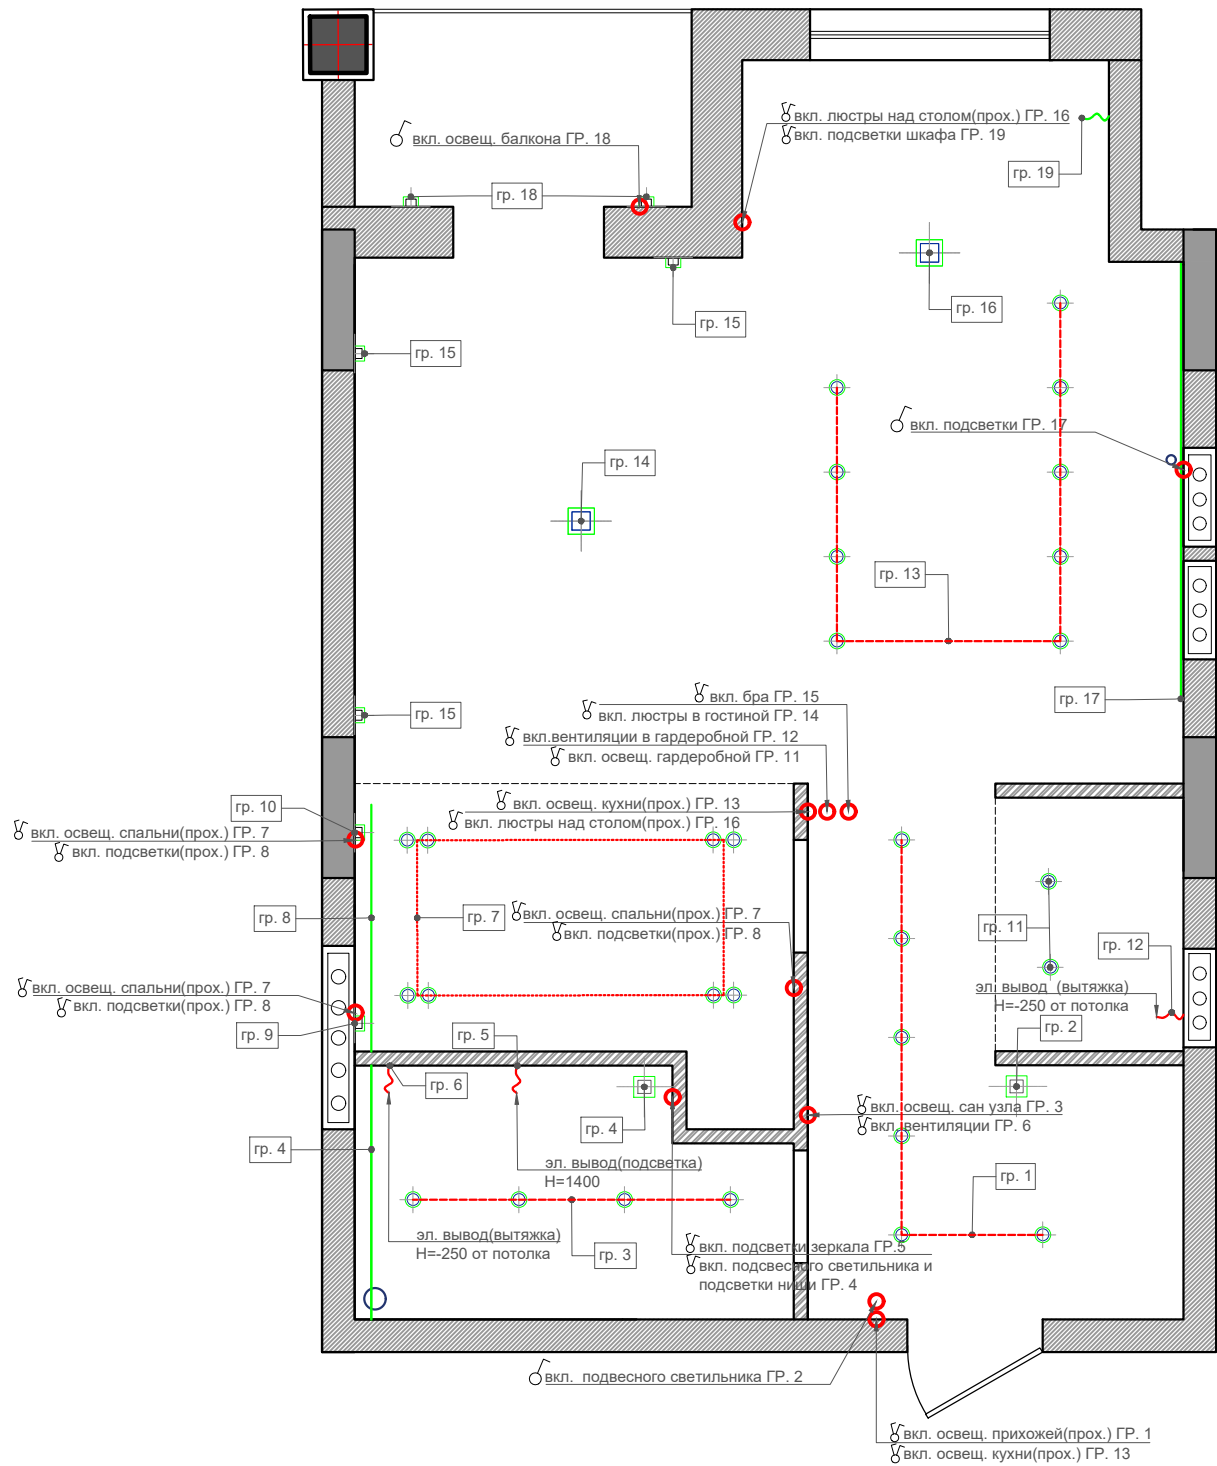 вкл. люстры над столом(прох.) ГР. 16
вкл. подсветки шкафа ГР. 19
вкл. освещ. балкона ГР. 18
гр. 19
гр. 18
гр. 16
гр. 15
гр. 15
вкл. подсветки ГР. 17
гр. 14
гр. 13
вкл. бра ГР. 15
вкл. люстры в гостиной ГР. 14
гр. 17
гр. 15
вкл.вентиляции в гардеробной ГР. 12
вкл. освещ. гардеробной ГР. 11
вкл. освещ. кухни(прох.) ГР. 13
вкл. люстры над столом(прох.) ГР. 16
гр. 10
вкл. освещ. спальни(прох.) ГР. 7
вкл. подсветки(прох.) ГР. 8
гр. 8
гр. 7
вкл. освещ. спальни(прох.) ГР. 7
вкл. подсветки(прох.) ГР. 8
гр. 11
гр. 12
эл. вывод (вытяжка)
Н=-250 от потолка
вкл. освещ. спальни(прох.) ГР. 7
вкл. подсветки(прох.) ГР. 8
гр. 9
гр. 5
гр. 2
гр. 6
вкл. освещ. сан узла ГР. 3
вкл. вентиляции ГР. 6
гр. 4
гр. 4
эл. вывод(подсветка)
Н=1400
гр. 1
эл. вывод(вытяжка)
Н=-250 от потолка
гр. 3
вкл. подсветки зеркала ГР.5
вкл. подсвесного светильника и
подсветки ниши ГР. 4
вкл. подвесного светильника ГР. 2
вкл. освещ. прихожей(прох.) ГР. 1
вкл. освещ. кухни(прох.) ГР. 13